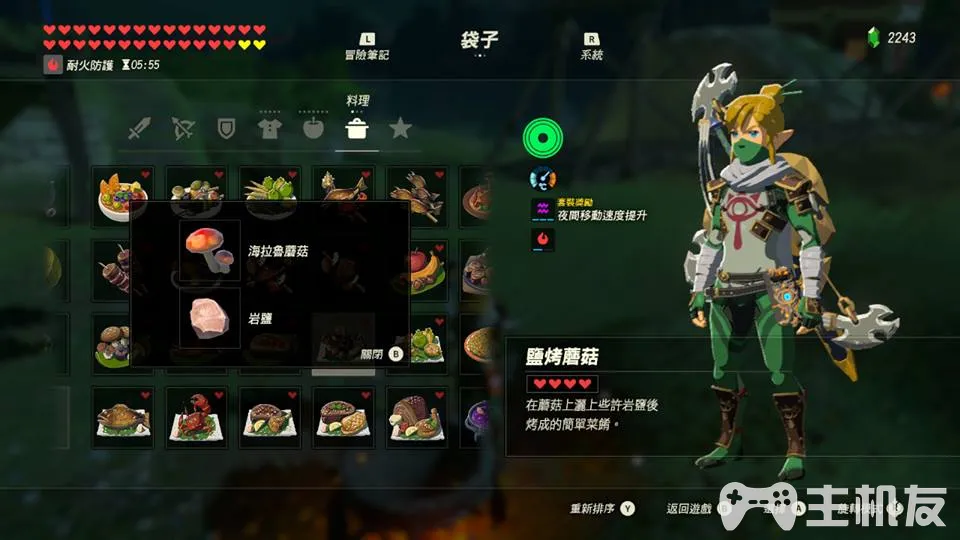 L
冒險筆記
袋子
R
系統
2243
耐火防護 05:55
料理
套裝獎勵
夜間移動速度提升
海拉魯蘑菇
岩鹽
關閉 B
鹽烤蘑菇
在蘑菇上灑上些許岩鹽後
烤成的簡單菜餚。
重新排序 Y 返回遊戲
主机友